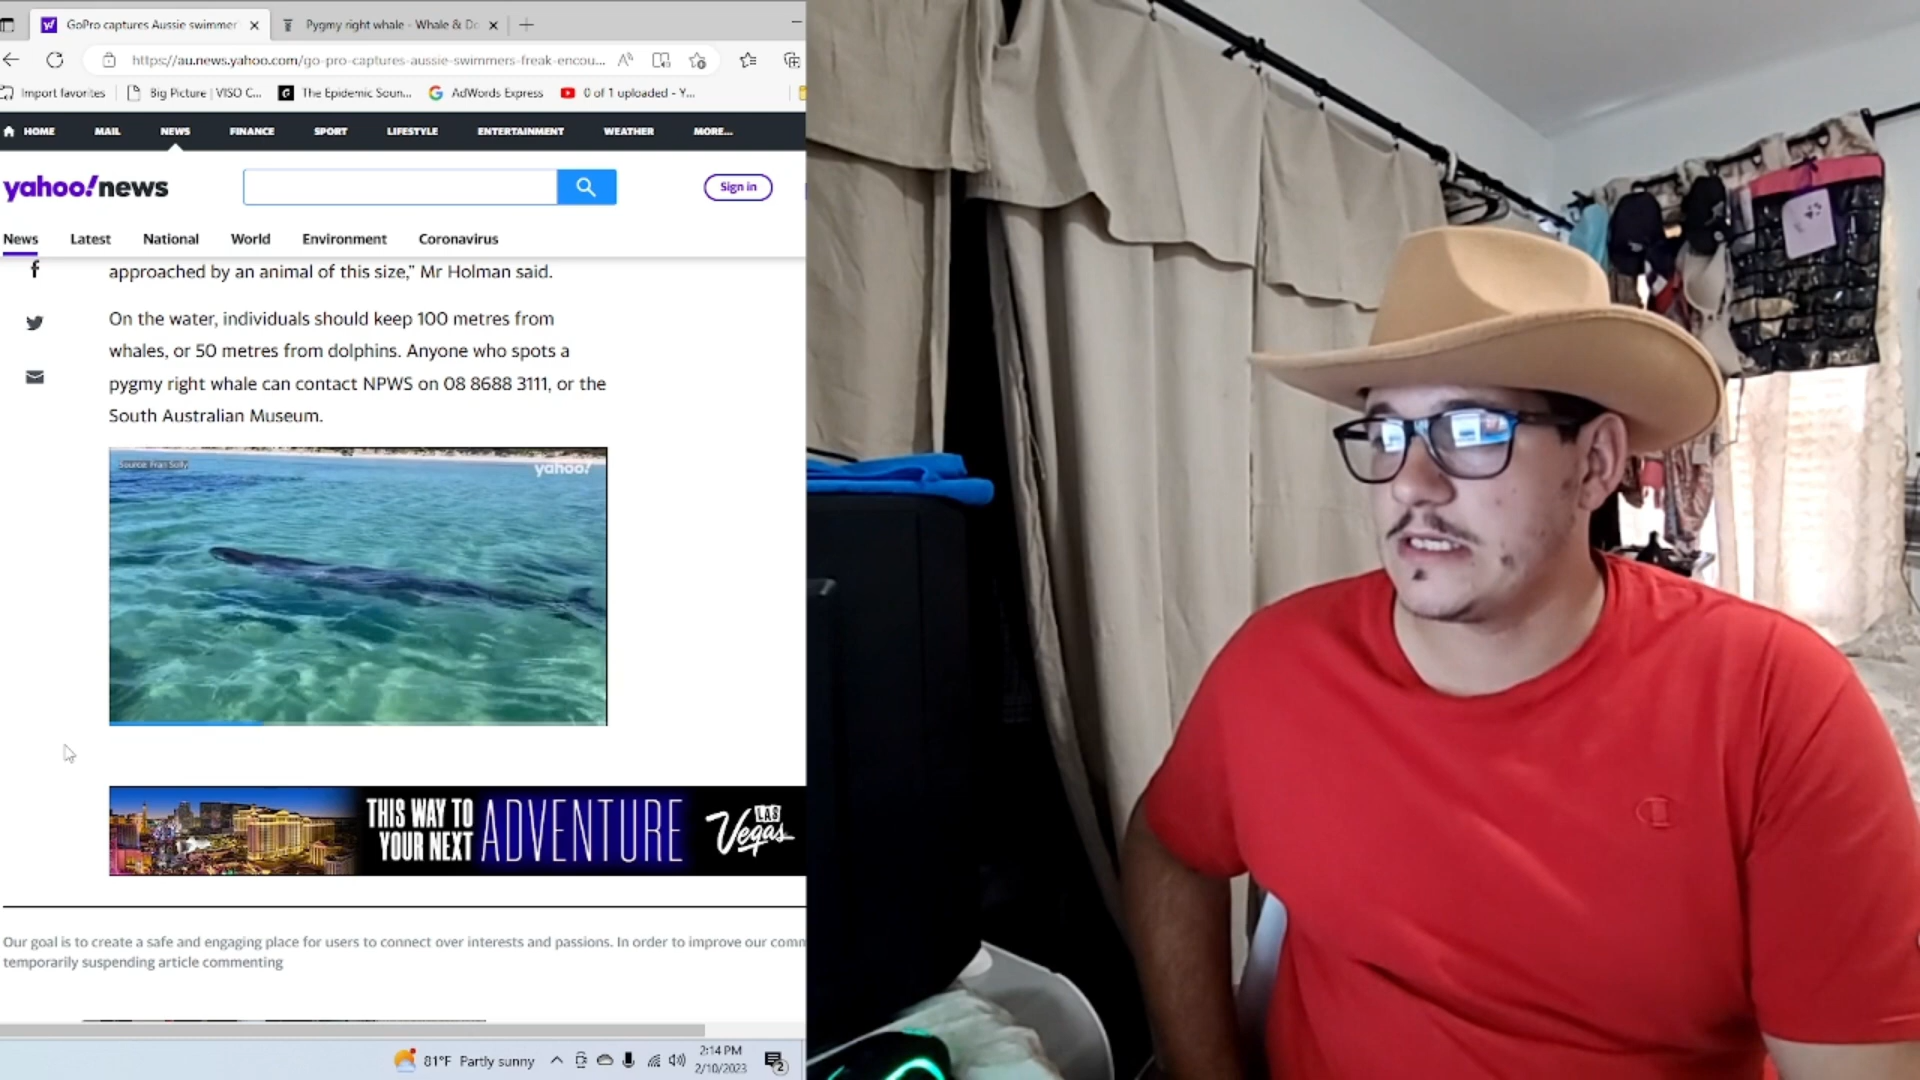 GoPro captures Aussie swimmer
Pygmy right whale - Whale & Do
https://au.news.yahoo.com/go-pro-captures-aussie-swimmers-freak-encou...
Import favorites
Big Picture | VISO C...
The Epidemic Soun...
AdWords Express
0 of 1 uploaded - Y...
HOME
MAIL
NEWS
FINANCE
SPORT
LIFESTYLE
ENTERTAINMENT
WEATHER
MORE...
yahoo!news
Sign in
News
Latest
National
World
Environment
Coronavirus
approached by an animal of this size,” Mr Holman said.
On the water, individuals should keep 100 metres from
whales, or 50 metres from dolphins. Anyone who spots a
pygmy right whale can contact NPWS on 08 8688 3111, or the
South Australian Museum.
Source: Fran Solly
yahoo!
THIS WAY TO
YOUR NEXT
ADVENTURE
LAS
Vegas
Our goal is to create a safe and engaging place for users to connect over interests and passions. In order to improve our comm
temporarily suspending article commenting
81°F Partly sunny
2:14 PM
2/10/2023
2